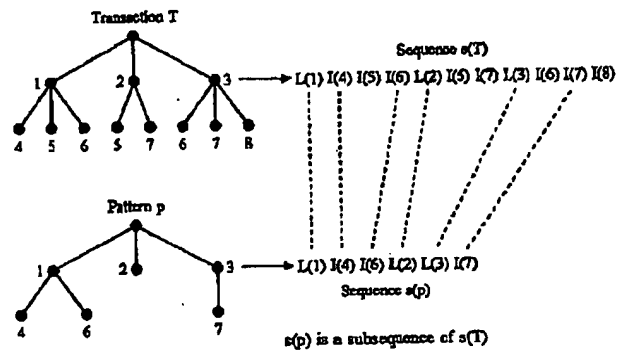 Transaction T
Sequence s(T)
1 2 3
L(1) I(4) I(5) I(6) L(2) I(5) I(7) L(3) I(6) I(7) I(8)
4 5 6 5 7 6 7 8
Pattern p
1 2 3
L(1) I(4) I(6) L(2) L(3) I(7)
Sequence s(p)
4 6 7
s(p) is a subsequence of s(T)